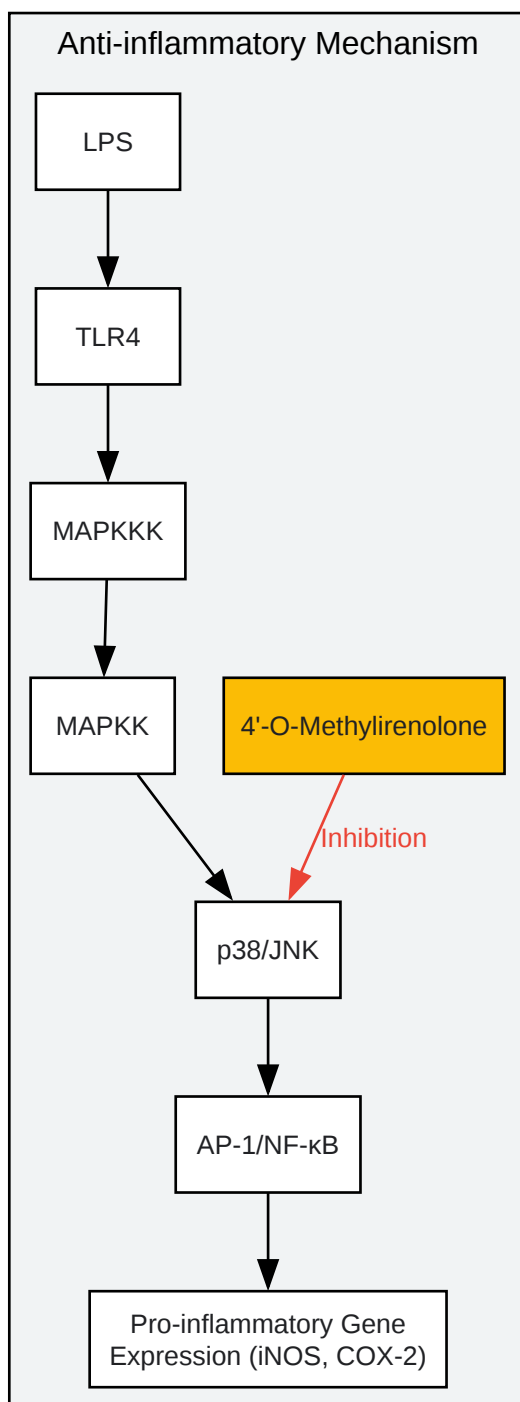 Anti-inflammatory Mechanism
LPS
TLR4
MAPKKK
MAPKK
4'-O-Methylirenolone
Inhibition
p38/JNK
AP-1/NF-κB
Pro-inflammatory Gene
Expression (iNOS, COX-2)